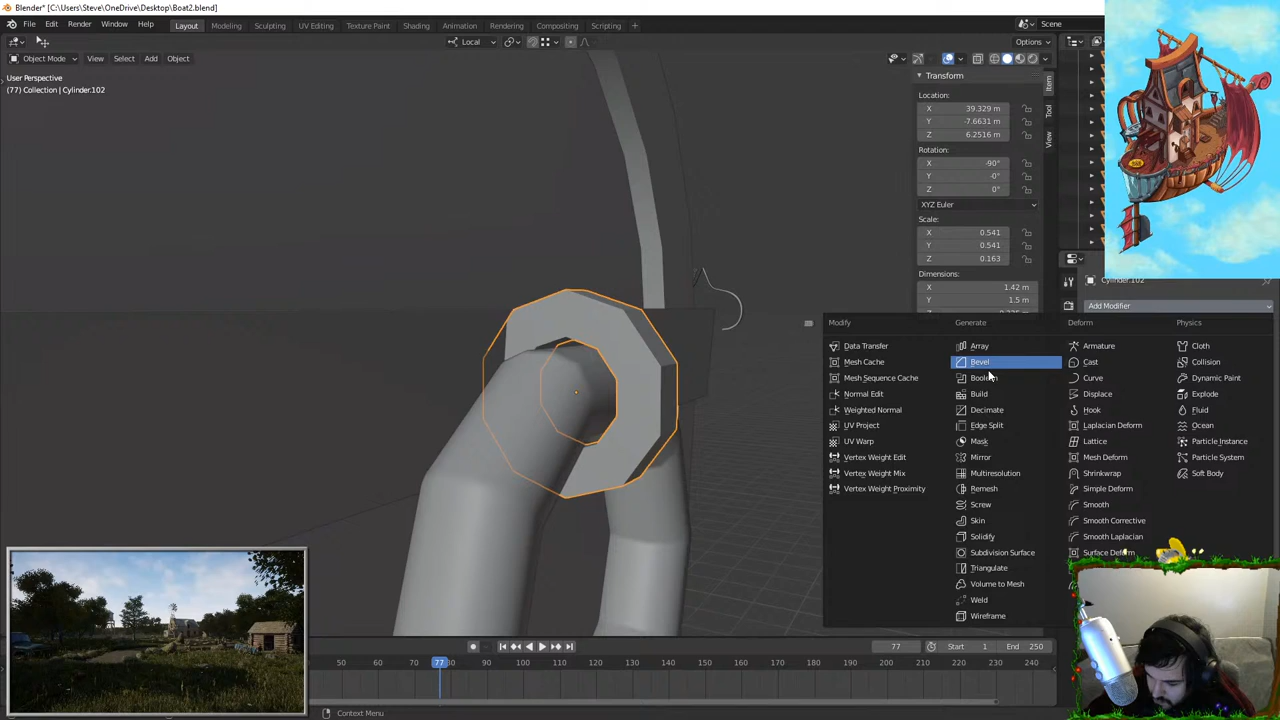 Blender* [C:\Users\Steve\OneDrive\Desktop\Boat2.blend]
File Edit Render Window Help Layout Modeling Sculpting UV Editing Texture Paint Shading Animation Rendering Compositing Scripting Scene
Local Options
Object Mode View Select Add Object
User Perspective
(77) Collection | Cylinder.102
Transform
Location:
X 39.329 m
Y -7.6631 m
Z 6.2516 m
Rotation:
X -90°
Y -0°
Z 0°
XYZ Euler
Scale:
X 0.541
Y 0.541
Z 0.163
Dimensions:
X 1.42 m
Y 1.5 m
Item
Tool
View
Cylinder.102
Add Modifier
Modify Generate Deform Physics
Data Transfer Array Armature Cloth
Mesh Cache Bevel Cast Collision
Mesh Sequence Cache Curve Dynamic Paint
Normal Edit Build Displace Explode
Weighted Normal Decimate Hook Fluid
UV Project Edge Split Laplacian Deform Ocean
UV Warp Mask Lattice Particle Instance
Vertex Weight Edit Mirror Mesh Deform Particle System
Vertex Weight Mix Multiresolution Shrinkwrap Soft Body
Vertex Weight Proximity Remesh Simple Deform
Screw Smooth
Skin Smooth Corrective
Solidify Smooth Laplacian
Subdivision Surface
Triangulate
Volume to Mesh
Weld
Wireframe
77 Start 1 End 250
50 60 70 77 80 90 100 110 120 130 140 150 160 170 180 190 200 210 220 230 240
Context Menu